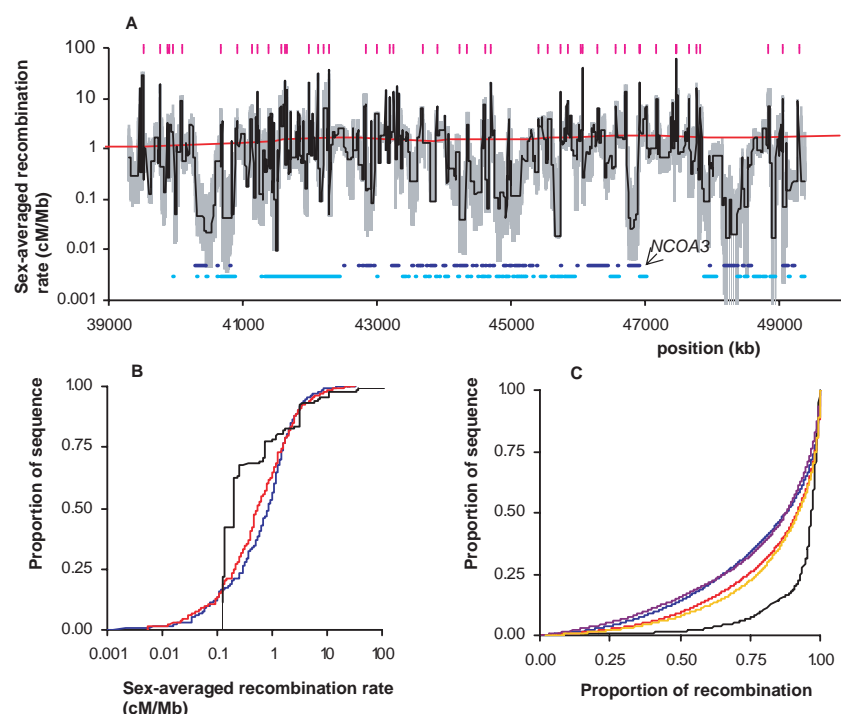 A
Sex-averaged recombination
rate (cM/Mb)
100
10
1
0.1
0.01
0.001
NCOA3
39000 41000 43000 45000 47000 49000
position (kb)
B
Proportion of sequence
1.00
0.75
0.50
0.25
0.00
0.001 0.01 0.1 1 10 100
Sex-averaged recombination rate
(cM/Mb)
C
Proportion of sequence
1.00
0.75
0.50
0.25
0.00
0.00 0.25 0.50 0.75 1.00
Proportion of recombination